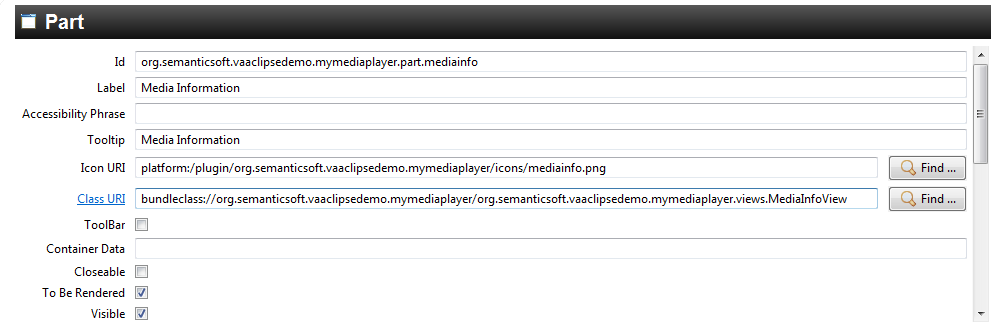 Part
Id org.semanticsoft.vaaclipsedemo.mymediaplayer.part.mediainfo
Label Media Information
Accessibility Phrase
Tooltip Media Information
Icon URI platform:/plugin/org.semanticsoft.vaaclipsedemo.mymediaplayer/icons/mediainfo.png Find ...
Class URI bundleclass://org.semanticsoft.vaaclipsedemo.mymediaplayer/org.semanticsoft.vaaclipsedemo.mymediaplayer.views.MediaInfoView Find ...
ToolBar
Container Data
Closeable
To Be Rendered
Visible